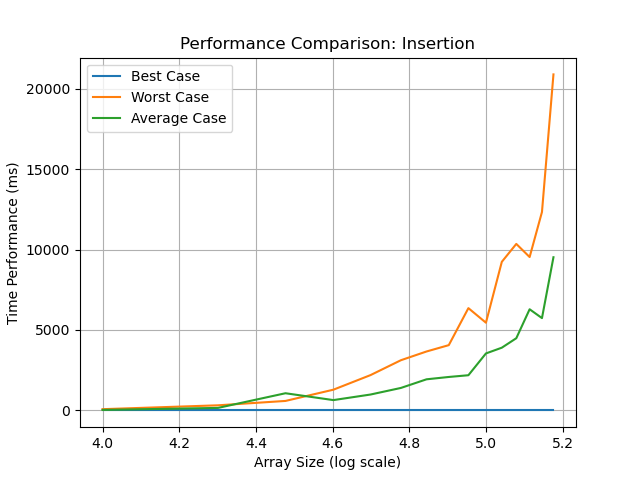 Performance Comparison: Insertion
Best Case
Worst Case
Average Case
20000
15000
10000
5000
0
Time Performance (ms)
4.0 4.2 4.4 4.6 4.8 5.0 5.2
Array Size (log scale)